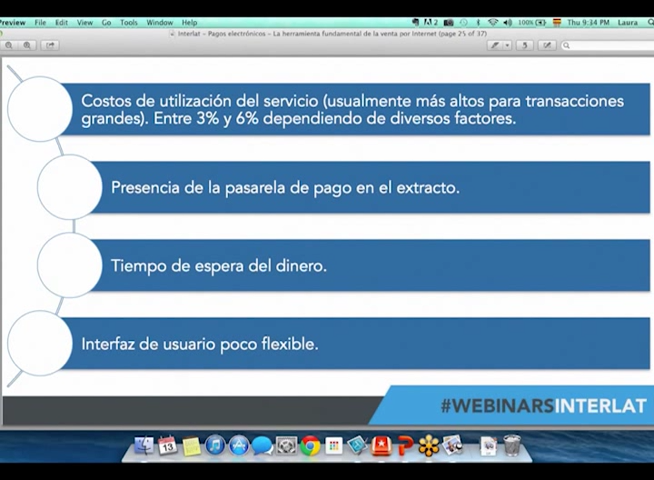 Preview File Edit View Go Tools Window Help
2 100% Thu 9:34 PM Laura
Interlat – Pagos electrónicos – La herramienta fundamental de la venta por Internet (page 25 of 37)
Costos de utilización del servicio (usualmente más altos para transacciones
grandes). Entre 3% y 6% dependiendo de diversos factores.
Presencia de la pasarela de pago en el extracto.
Tiempo de espera del dinero.
Interfaz de usuario poco flexible.
#WEBINARSINTERLAT
13